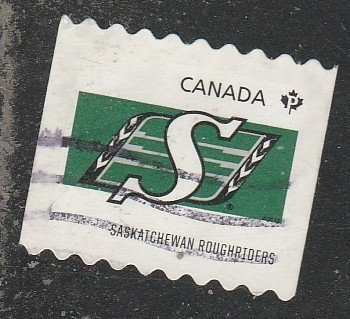 CANADA P
S
SASKATCHEWAN ROUGHRIDERS